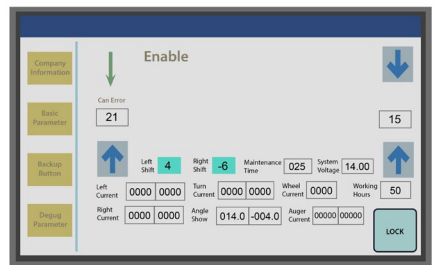 Enable
Company
Information
Can Error
21
Basic
Parameter
15
Backup
Button
Left
Shift
4
Right
Shift
-6
Maintenance
Time
025
System
Voltage
14.00
Left
Current
0000 0000
Turn
Current
0000 0000
Wheel
Current
0000
Working
Hours
50
Right
Current
0000 0000
Angle
Show
014.0 -004.0
Auger
Current
00000 00000
Degug
Parameter
LOCK